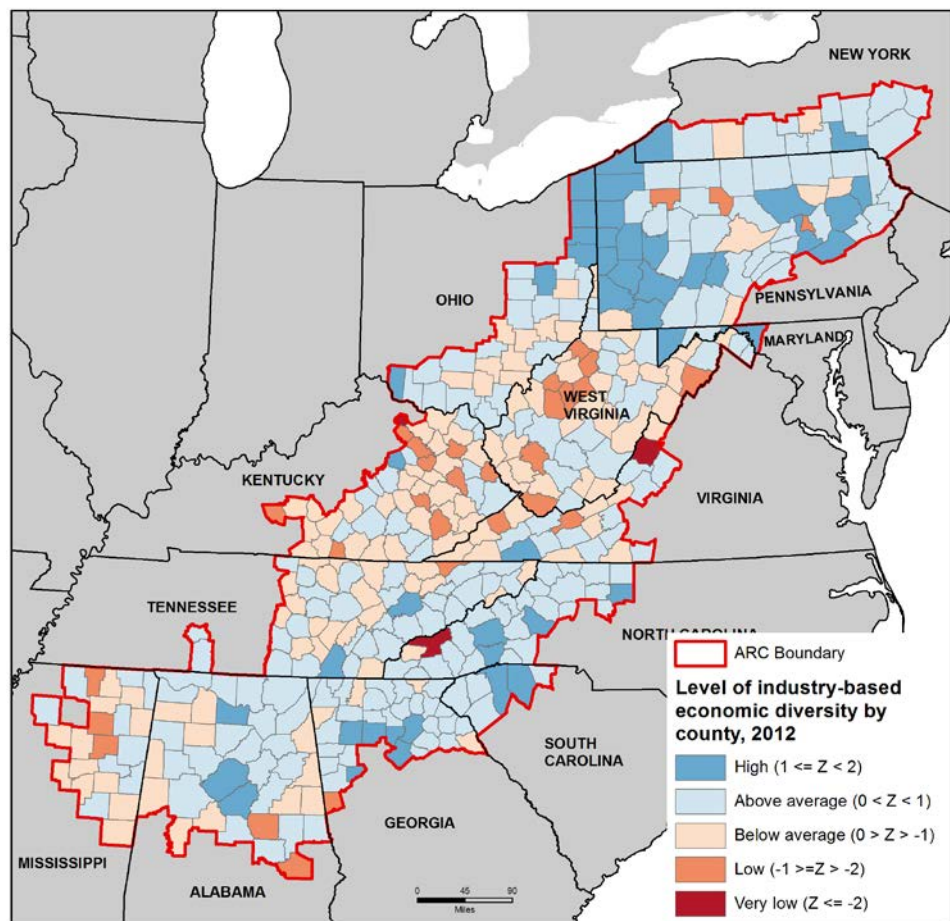 NEW YORK
PENNSYLVANIA
OHIO
MARYLAND
WEST
VIRGINIA
KENTUCKY
VIRGINIA
TENNESSEE
NORTH CAROLINA
SOUTH
CAROLINA
GEORGIA
MISSISSIPPI
ALABAMA
0 45 90
Miles
ARC Boundary
Level of industry-based
economic diversity by
county, 2012
High (1 <= Z < 2)
Above average (0 < Z < 1)
Below average (0 > Z > -1)
Low (-1 >=Z > -2)
Very low (Z <= -2)